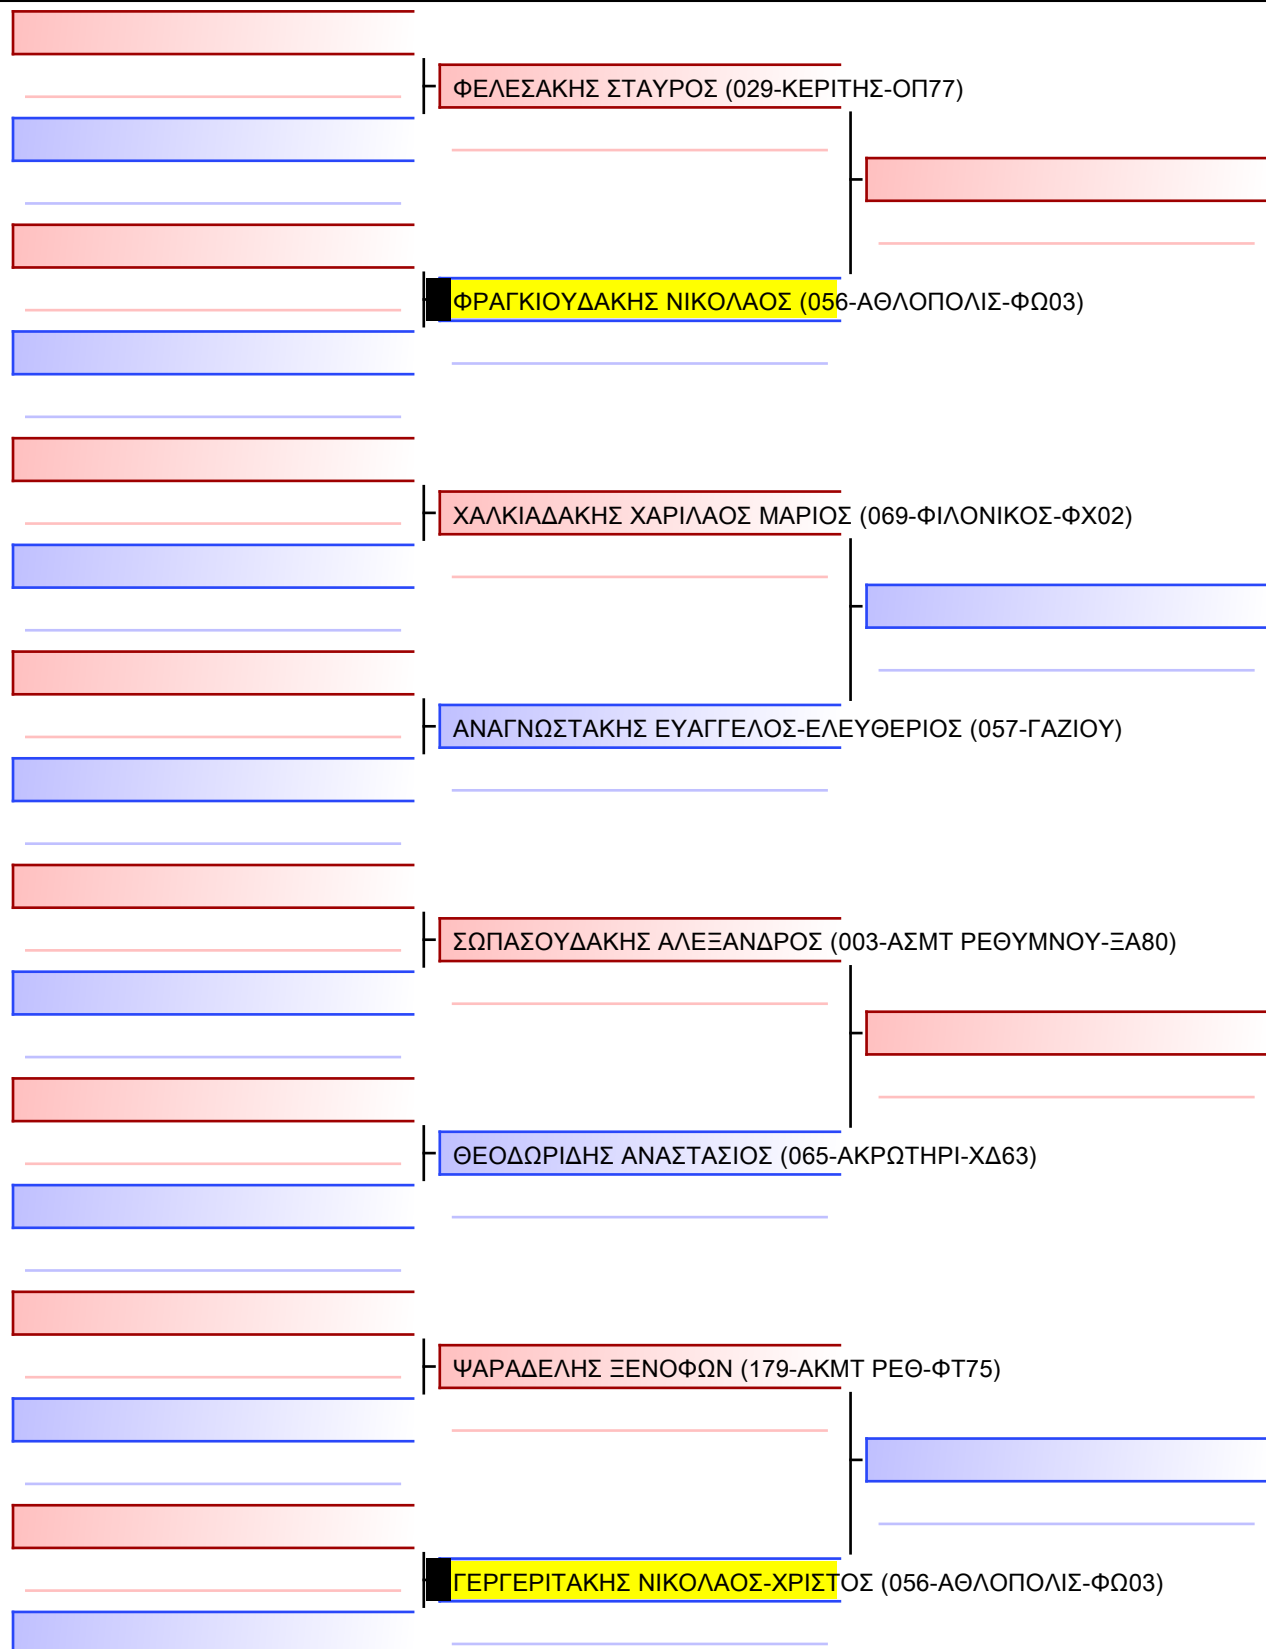 ΦΕΛΕΣΑΚΗΣ ΣΤΑΥΡΟΣ (029-ΚΕΡΙΤΗΣ-ΟΠ77)
ΦΡΑΓΚΙΟΥΔΑΚΗΣ ΝΙΚΟΛΑΟΣ (056-ΑΘΛΟΠΟΛΙΣ-ΦΩ03)
ΧΑΛΚΙΑΔΑΚΗΣ ΧΑΡΙΛΑΟΣ ΜΑΡΙΟΣ (069-ΦΙΛΟΝΙΚΟΣ-ΦΧ02)
ΑΝΑΓΝΩΣΤΑΚΗΣ ΕΥΑΓΓΕΛΟΣ-ΕΛΕΥΘΕΡΙΟΣ (057-ΓΑΖΙΟΥ)
ΣΩΠΑΣΟΥΔΑΚΗΣ ΑΛΕΞΑΝΔΡΟΣ (003-ΑΣΜΤ ΡΕΘΥΜΝΟΥ-ΞΑ80)
ΘΕΟΔΩΡΙΔΗΣ ΑΝΑΣΤΑΣΙΟΣ (065-ΑΚΡΩΤΗΡΙ-ΧΔ63)
ΨΑΡΑΔΕΛΗΣ ΞΕΝΟΦΩΝ (179-ΑΚΜΤ ΡΕΘ-ΦΤ75)
ΓΕΡΓΕΡΙΤΑΚΗΣ ΝΙΚΟΛΑΟΣ-ΧΡΙΣΤΟΣ (056-ΑΘΛΟΠΟΛΙΣ-ΦΩ03)